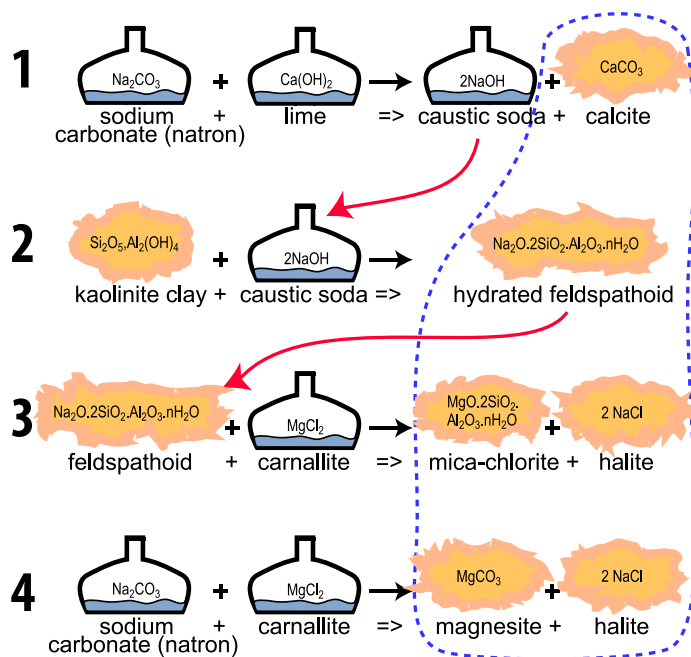 1
Na₂CO₃ + Ca(OH)₂ 2NaOH + CaCO₃
sodium + lime => caustic soda + calcite
carbonate (natron)
2
Si₂O₅,Al₂(OH)₄ + 2NaOH Na₂O.2SiO₂.Al₂O₃.nH₂O
kaolinite clay + caustic soda => hydrated feldspathoid
3
Na₂O.2SiO₂.Al₂O₃.nH₂O + MgCl₂ MgO.2SiO₂. + 2 NaCl
Al₂O₃.nH₂O
feldspathoid + carnallite => mica-chlorite + halite
4
Na₂CO₃ + MgCl₂ MgCO₃ + 2 NaCl
sodium + carnallite => magnesite + halite
carbonate (natron)